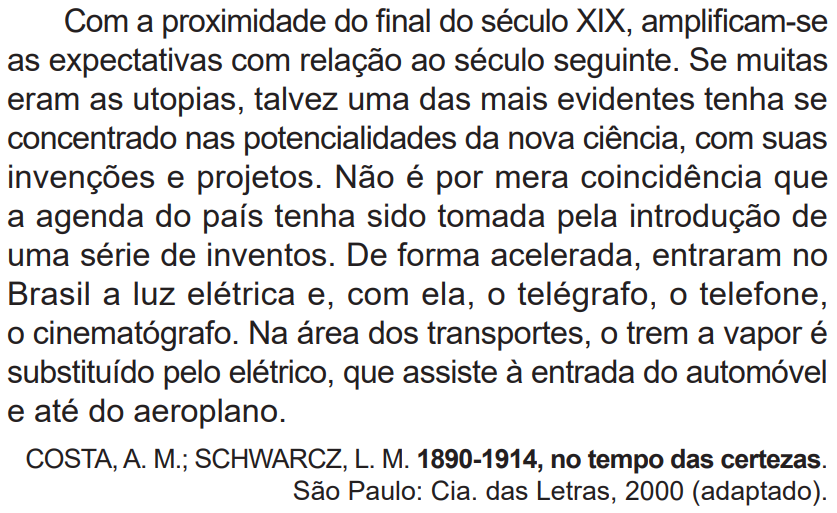 Com a proximidade do final do século XIX, amplificam-se
as expectativas com relação ao século seguinte. Se muitas
eram as utopias, talvez uma das mais evidentes tenha se
concentrado nas potencialidades da nova ciência, com suas
invenções e projetos. Não é por mera coincidência que
a agenda do país tenha sido tomada pela introdução de
uma série de inventos. De forma acelerada, entraram no
Brasil a luz elétrica e, com ela, o telégrafo, o telefone,
o cinematógrafo. Na área dos transportes, o trem a vapor é
substituído pelo elétrico, que assiste à entrada do automóvel
e até do aeroplano.
COSTA, A. M.; SCHWARCZ, L. M. 1890-1914, no tempo das certezas.
São Paulo: Cia. das Letras, 2000 (adaptado).